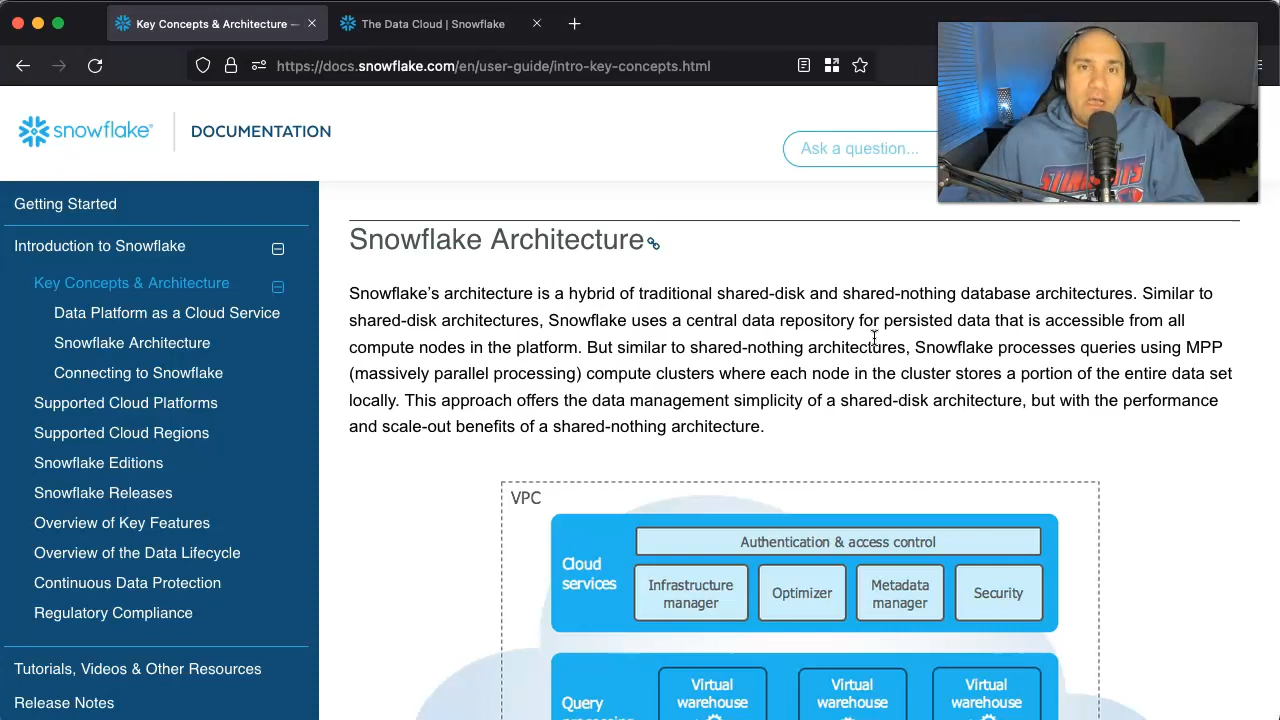 Key Concepts & Architecture —
The Data Cloud | Snowflake
https://docs.snowflake.com/en/user-guide/intro-key-concepts.html
snowflake®
DOCUMENTATION
Ask a question...
Getting Started
Introduction to Snowflake
Key Concepts & Architecture
Data Platform as a Cloud Service
Snowflake Architecture
Connecting to Snowflake
Supported Cloud Platforms
Supported Cloud Regions
Snowflake Editions
Snowflake Releases
Overview of Key Features
Overview of the Data Lifecycle
Continuous Data Protection
Regulatory Compliance
Tutorials, Videos & Other Resources
Release Notes
Snowflake Architecture
Snowflake's architecture is a hybrid of traditional shared-disk and shared-nothing database architectures. Similar to
shared-disk architectures, Snowflake uses a central data repository for persisted data that is accessible from all
compute nodes in the platform. But similar to shared-nothing architectures, Snowflake processes queries using MPP
(massively parallel processing) compute clusters where each node in the cluster stores a portion of the entire data set
locally. This approach offers the data management simplicity of a shared-disk architecture, but with the performance
and scale-out benefits of a shared-nothing architecture.
VPC
Cloud
services
Authentication & access control
Infrastructure
manager
Optimizer
Metadata
manager
Security
Query
Virtual
warehouse
Virtual
warehouse
Virtual
warehouse